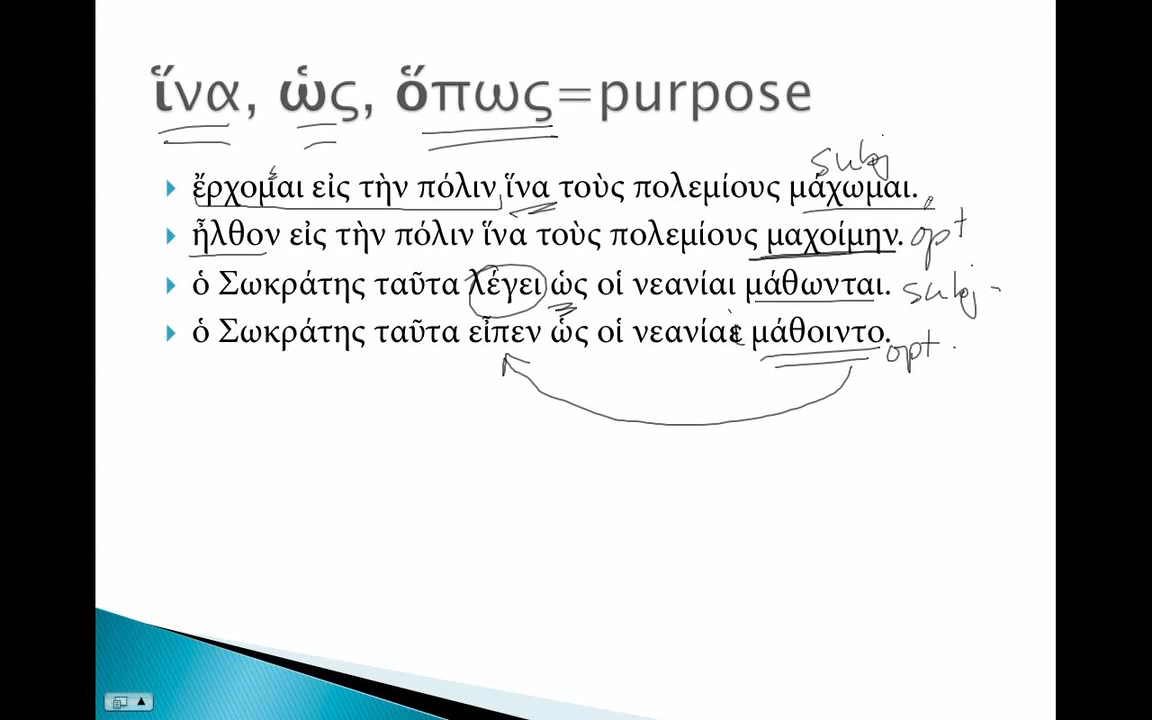 ἵνα, ὡς, ὅπως=purpose
subj
ἔρχομαι εἰς τὴν πόλιν ἵνα τοὺς πολεμίους μάχωμαι.
ἦλθον εἰς τὴν πόλιν ἵνα τοὺς πολεμίους μαχοίμην. opt
ὁ Σωκράτης ταῦτα λέγει ὡς οἱ νεανίαι μάθωνται. subj
ὁ Σωκράτης ταῦτα εἶπεν ὡς οἱ νεανίαι μάθοιντο. opt.